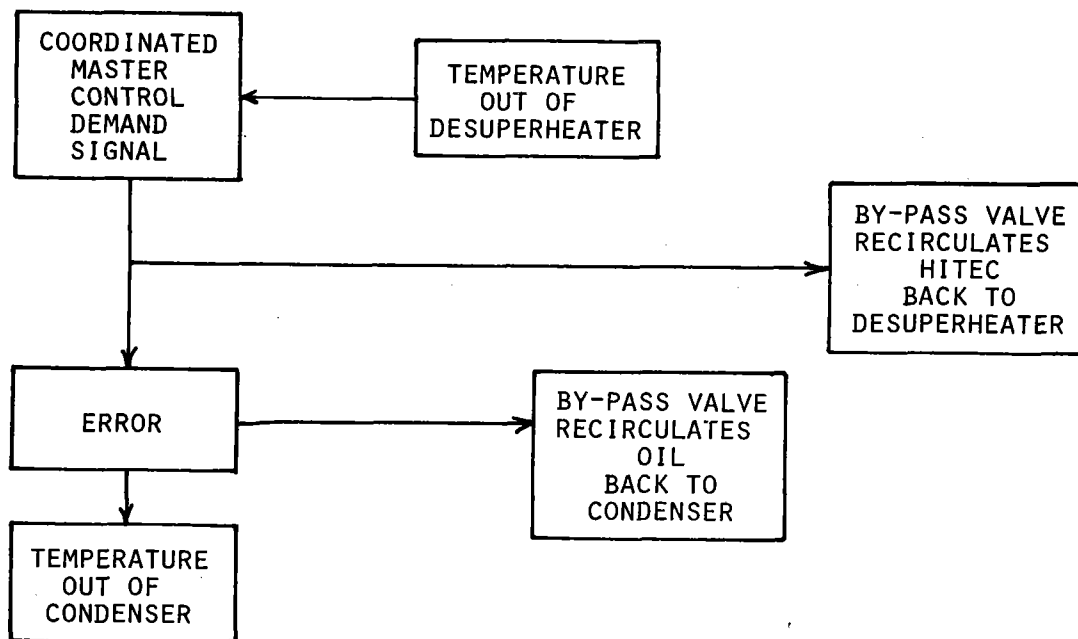 COORDINATED
MASTER
CONTROL
DEMAND
SIGNAL
TEMPERATURE
OUT OF
DESUPERHEATER
BY-PASS VALVE
RECIRCULATES
HITEC
BACK TO
DESUPERHEATER
ERROR
BY-PASS VALVE
RECIRCULATES
OIL
BACK TO
CONDENSER
TEMPERATURE
OUT OF
CONDENSER